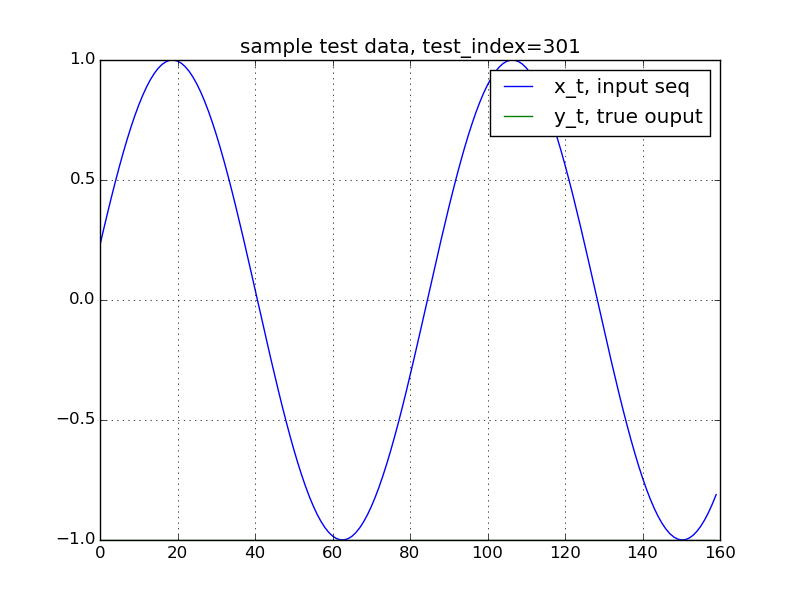 sample test data, test_index=301
x_t, input seq
y_t, true ouput
1.0
0.5
0.0
−0.5
−1.0
0 20 40 60 80 100 120 140 160